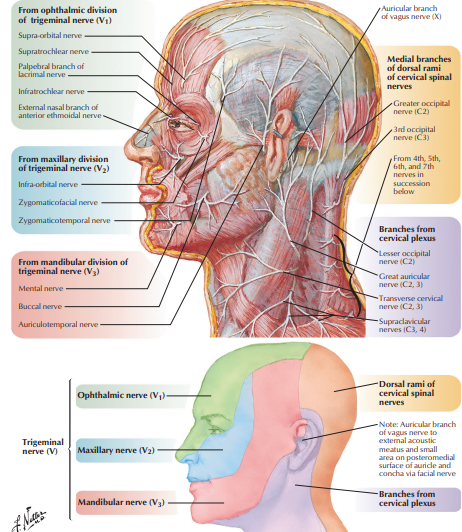 From ophthalmic division
of trigeminal nerve (V₁)
Supra-orbital nerve
Supratrochlear nerve
Palpebral branch of
lacrimal nerve
Infratrochlear nerve
External nasal branch of
anterior ethmoidal nerve
From maxillary division
of trigeminal nerve (V₂)
Infra-orbital nerve
Zygomaticofacial nerve
Zygomaticotemporal nerve
From mandibular division of
trigeminal nerve (V₃)
Mental nerve
Buccal nerve
Auriculotemporal nerve
Auricular branch
of vagus nerve (X)
Medial branches
of dorsal rami
of cervical spinal
nerves
Greater occipital
nerve (C2)
3rd occipital
nerve (C3)
From 4th, 5th,
6th, and 7th
nerves in
succession
below
Branches from
cervical plexus
Lesser occipital
nerve (C2)
Great auricular
nerve (C2, 3)
Transverse cervical
nerve (C2, 3)
Supraclavicular
nerves (C3, 4)
Trigeminal
nerve (V)
Ophthalmic nerve (V₁)
Maxillary nerve (V₂)
Mandibular nerve (V₃)
Dorsal rami of
cervical spinal
nerves
Note: Auricular branch
of vagus nerve to
external acoustic
meatus and small
area on posteromedial
surface of auricle and
concha via facial nerve
Branches from
cervical plexus
F. Netter
M.D.